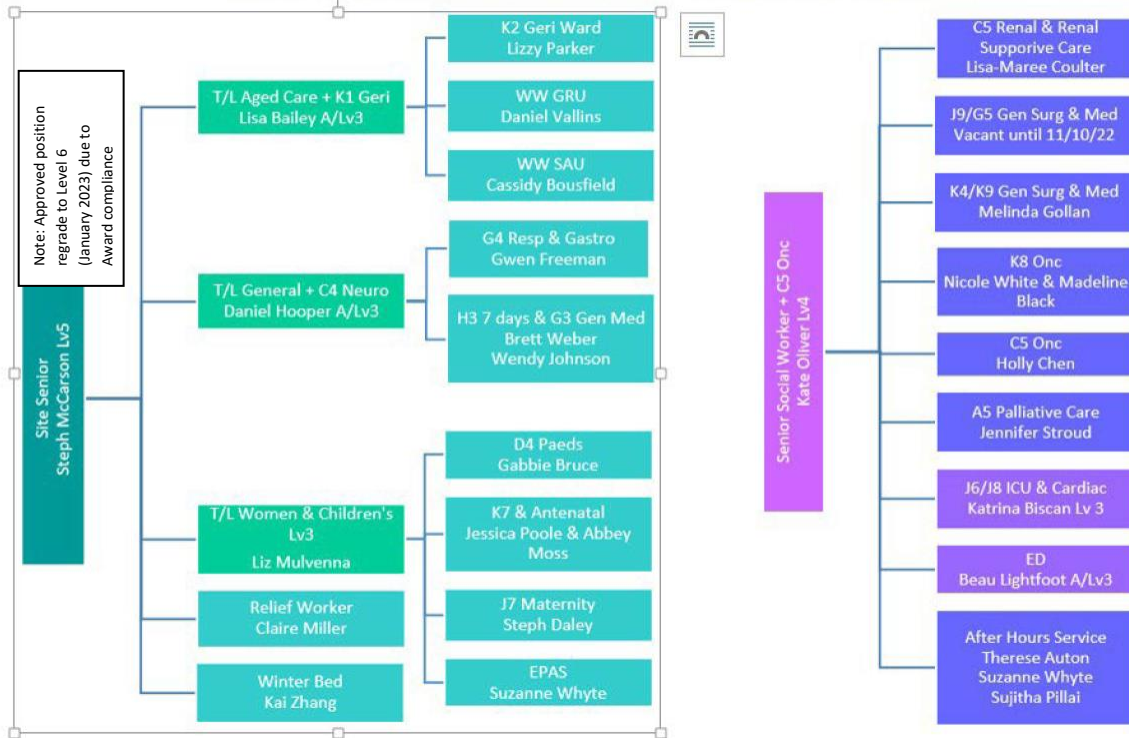 Note: Approved position
regrade to Level 6
(January 2023) due to
Award compliance
Site Senior
Steph McCarson Lv5
T/L Aged Care + K1 Geri
Lisa Bailey A/Lv3
K2 Geri Ward
Lizzy Parker
WW GRU
Daniel Vallins
WW SAU
Cassidy Bousfield
T/L General + C4 Neuro
Daniel Hooper A/Lv3
G4 Resp & Gastro
Gwen Freeman
H3 7 days & G3 Gen Med
Brett Weber
Wendy Johnson
T/L Women & Children's
Lv3
Liz Mulvenna
D4 Paeds
Gabbie Bruce
K7 & Antenatal
Jessica Poole & Abbey
Moss
J7 Maternity
Steph Daley
EPAS
Suzanne Whyte
Relief Worker
Claire Miller
Winter Bed
Kai Zhang
Senior Social Worker + C5 Onc
Kate Oliver Lv4
C5 Renal & Renal
Supporive Care
Lisa-Maree Coulter
J9/G5 Gen Surg & Med
Vacant until 11/10/22
K4/K9 Gen Surg & Med
Melinda Gollan
K8 Onc
Nicole White & Madeline
Black
C5 Onc
Holly Chen
A5 Palliative Care
Jennifer Stroud
J6/J8 ICU & Cardiac
Katrina Biscan Lv 3
ED
Beau Lightfoot A/Lv3
After Hours Service
Therese Auton
Suzanne Whyte
Sujitha Pillai